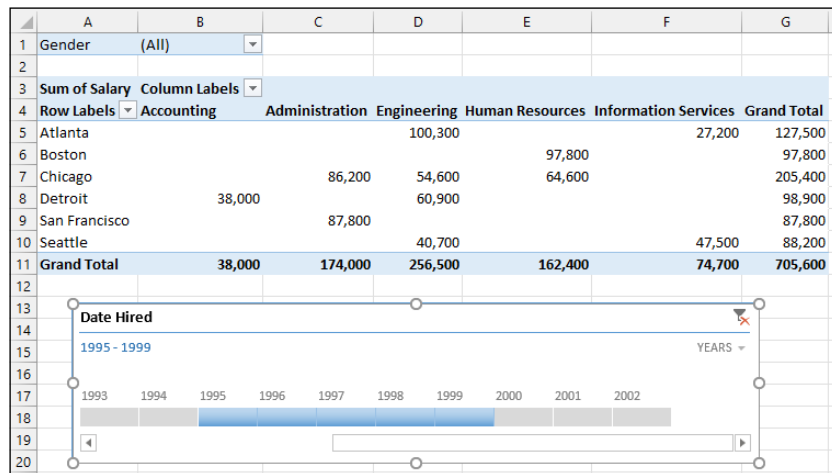 A B C D E F G
1 Gender (All)
2
3 Sum of Salary Column Labels
4 Row Labels Accounting Administration Engineering Human Resources Information Services Grand Total
5 Atlanta 100,300 27,200 127,500
6 Boston 97,800 97,800
7 Chicago 86,200 54,600 64,600 205,400
8 Detroit 38,000 60,900 98,900
9 San Francisco 87,800 87,800
10 Seattle 40,700 47,500 88,200
11 Grand Total 38,000 174,000 256,500 162,400 74,700 705,600
12
13
Date Hired
14
15 1995 - 1999 YEARS
16
17 1993 1994 1995 1996 1997 1998 1999 2000 2001 2002
18
19
20